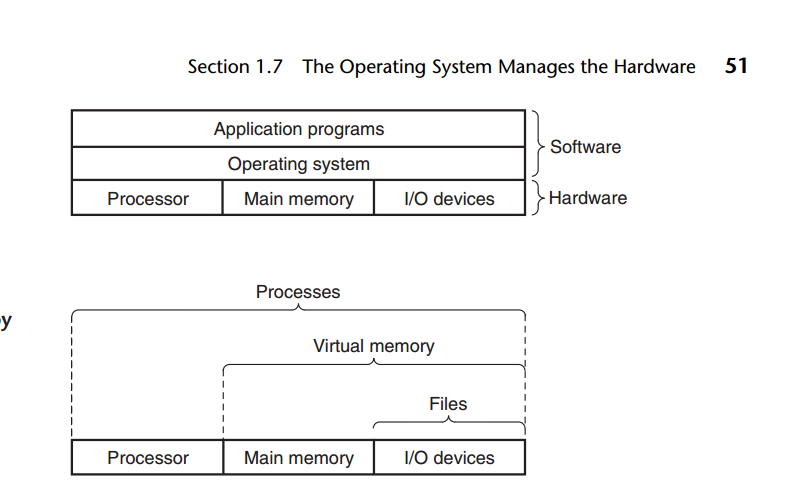 Section 1.7 The Operating System Manages the Hardware 51
Application programs
Operating system
Software
Processor Main memory I/O devices
Hardware
Processes
y
Virtual memory
Files
Processor Main memory I/O devices